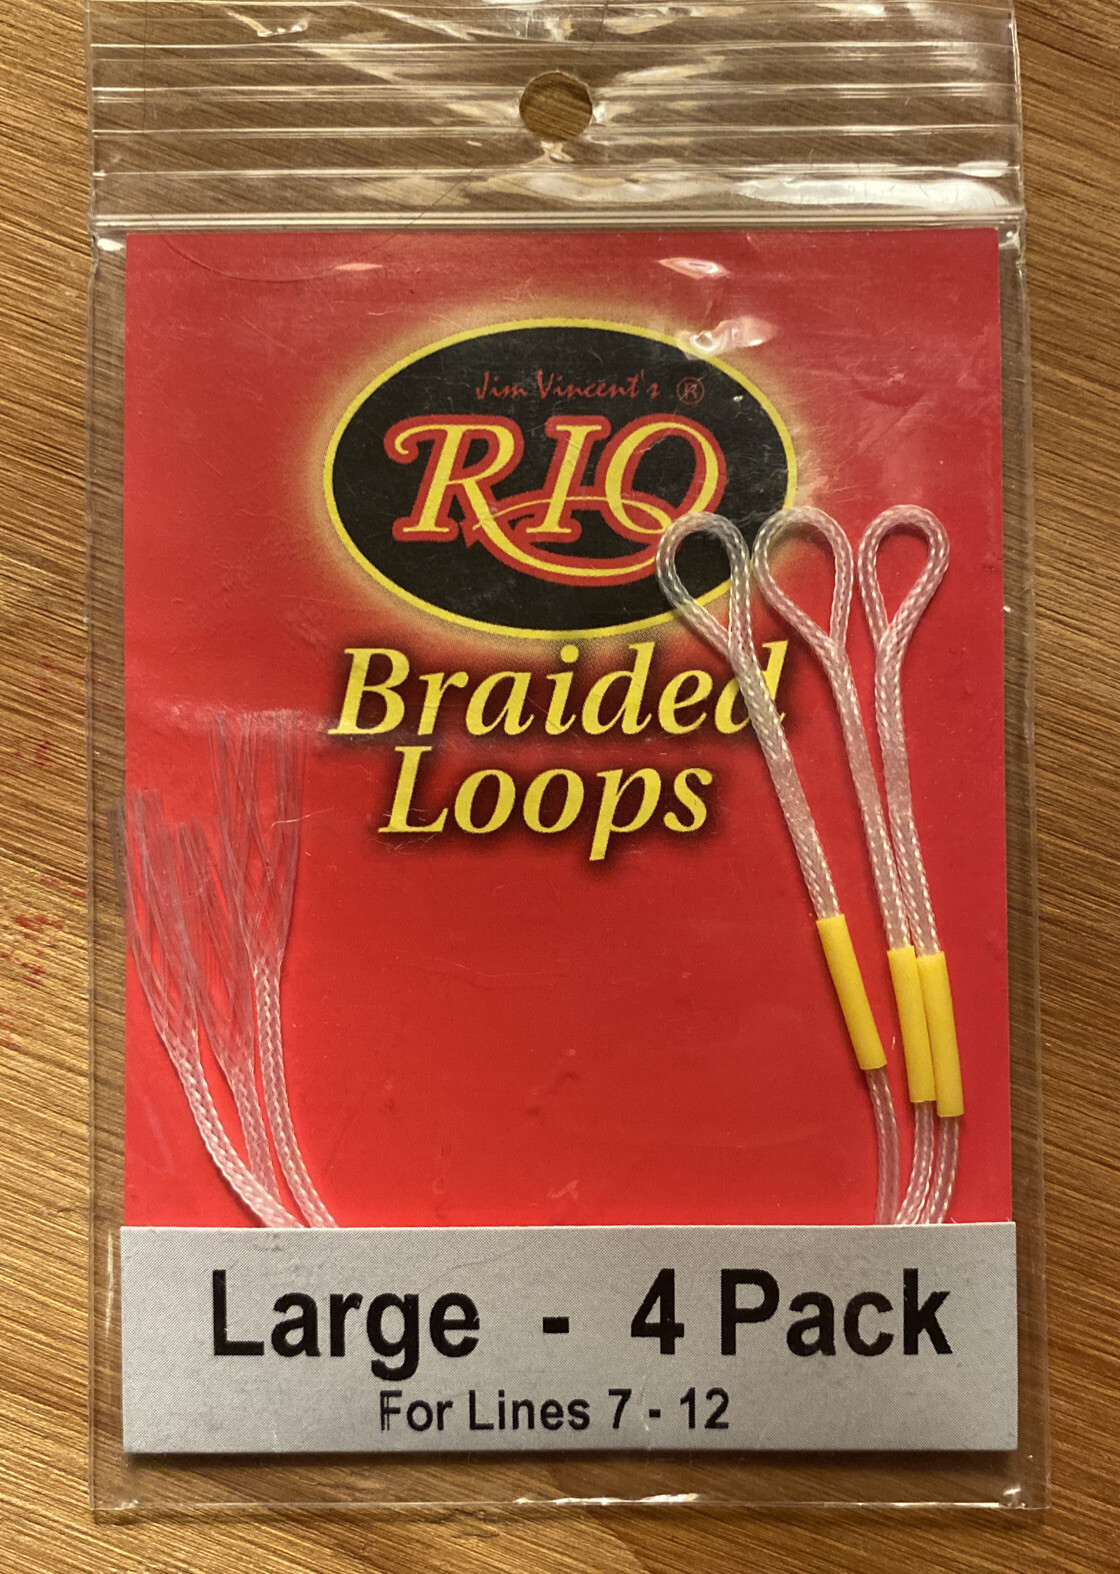 Jim Vincent's ®
RIO
Braided
Loops
Large - 4 Pack
For Lines 7 - 12